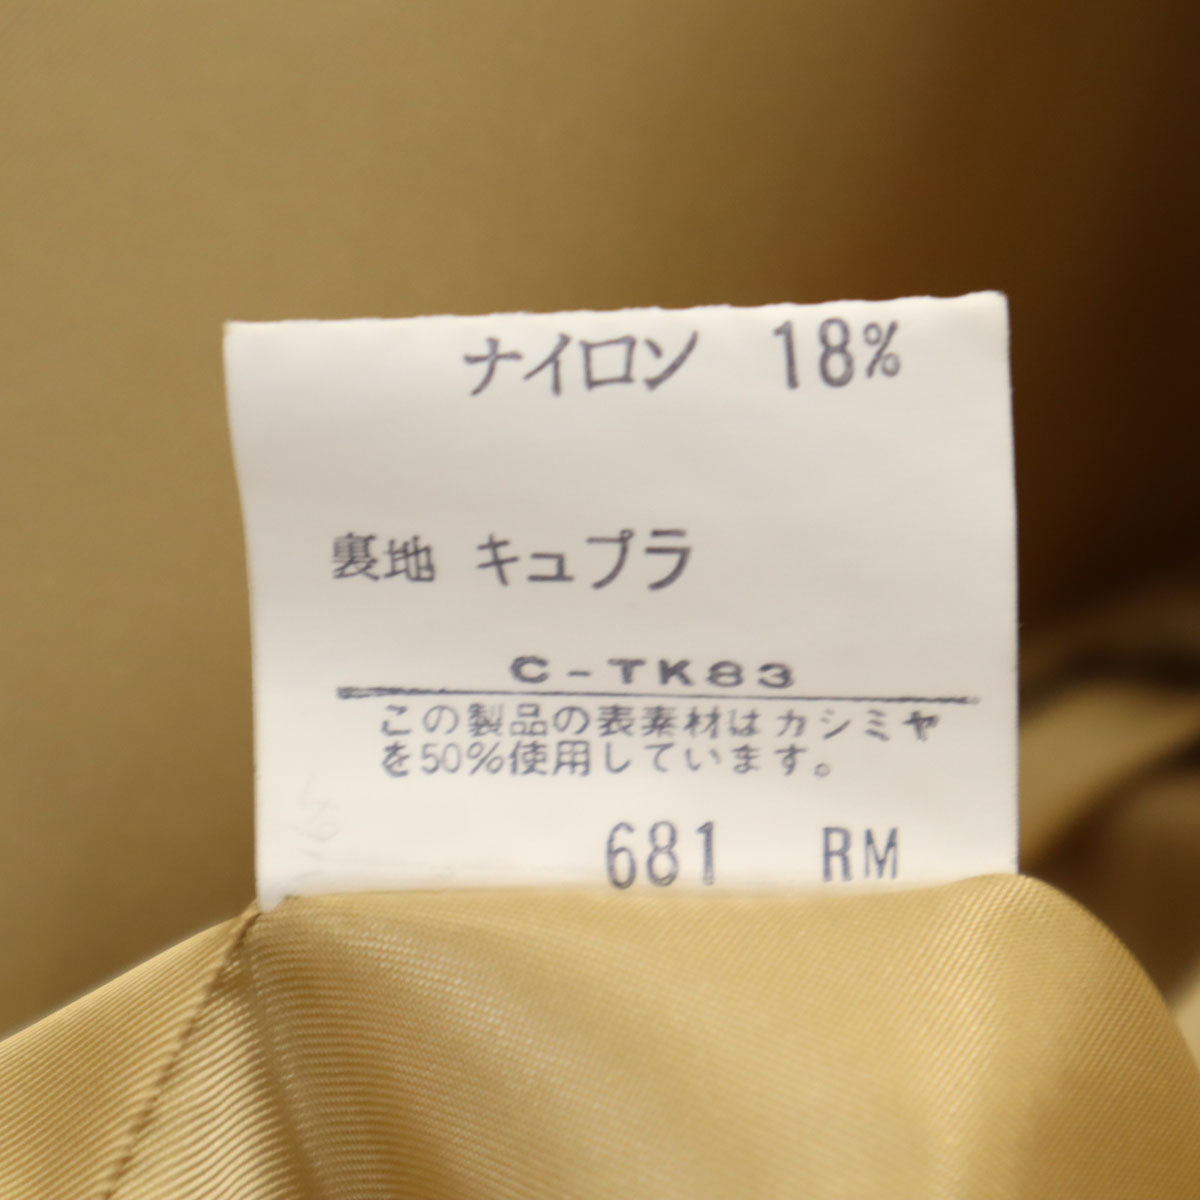 ナイロン 18%
裏地 キュプラ
C-TK83
この製品の表素材はカシミヤ
を50%使用しています。
681 RM